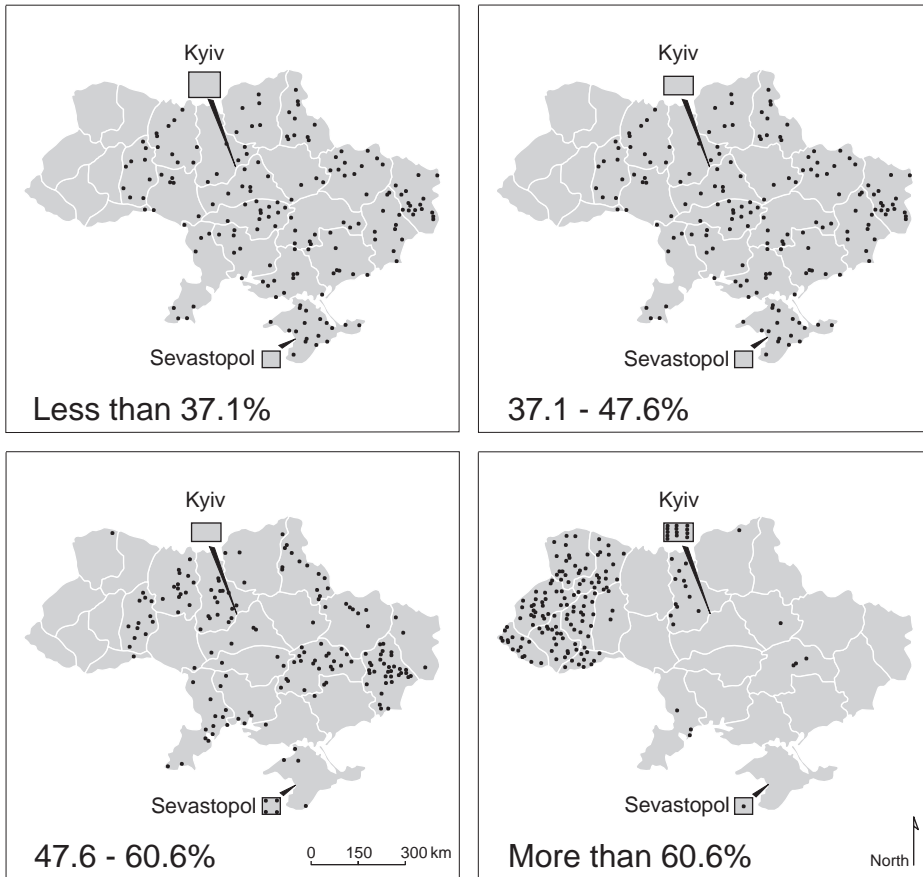 Kyiv
Sevastopol
Less than 37.1%
Kyiv
Sevastopol
37.1 - 47.6%
Kyiv
Sevastopol
47.6 - 60.6%
0 150 300 km
Kyiv
Sevastopol
More than 60.6%
North